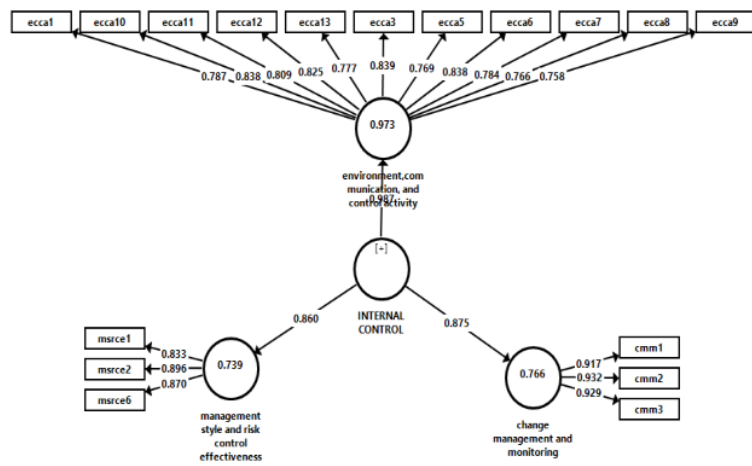 ecca1 ecca10 ecca11 ecca12 ecca13 ecca3 ecca5 ecca6 ecca7 ecca8 ecca9
0.787 0.838 0.809 0.825 0.777 0.839 0.769 0.838 0.784 0.766 0.758
0.973
environment,com
munication, and
control activity
0.987
[+]
INTERNAL
CONTROL
0.860 0.875
msrce1
msrce2
msrce6
0.833
0.896
0.870
0.739
management
style and risk
control
effectiveness
0.766
change
management and
monitoring
0.917
0.932
0.929
cmm1
cmm2
cmm3